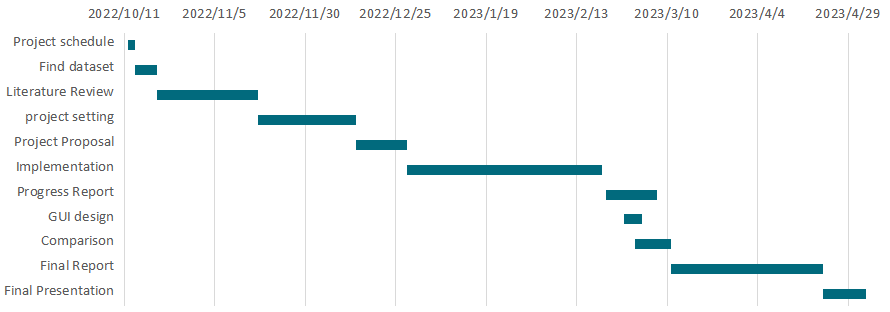 2022/10/11 2022/11/5 2022/11/30 2022/12/25 2023/1/19 2023/2/13 2023/3/10 2023/4/4 2023/4/29
Project schedule
Find dataset
Literature Review
project setting
Project Proposal
Implementation
Progress Report
GUI design
Comparison
Final Report
Final Presentation